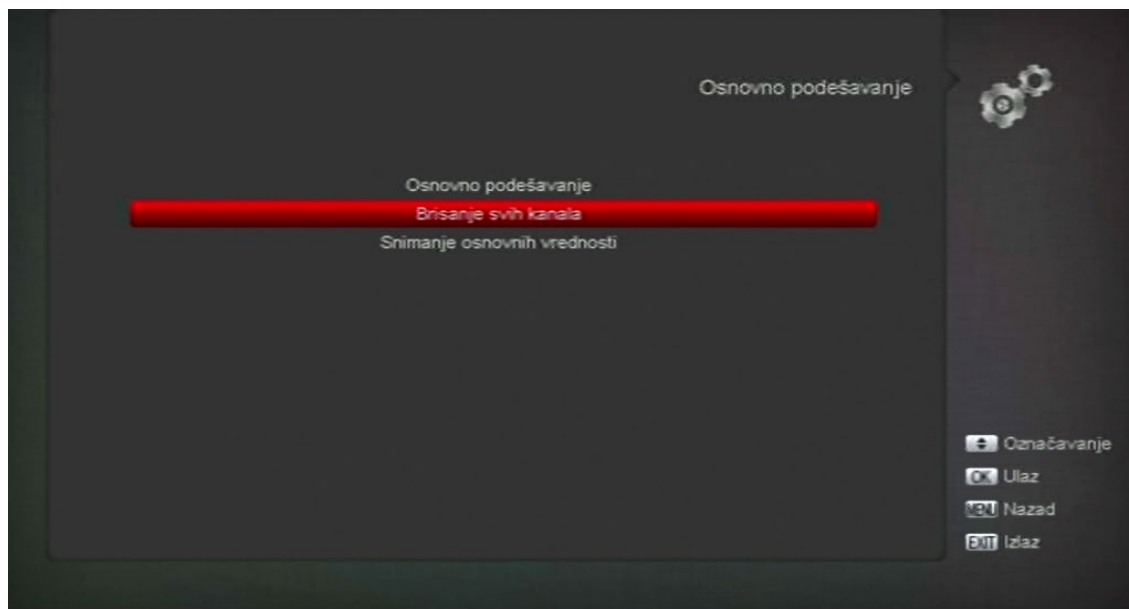 Osnovno podešavanje
Osnovno podešavanje
Brisanje svih kanala
Snimanje osnovnih vrednosti
Označavanje
OK Ulaz
MENU Nazad
EXIT Izlaz